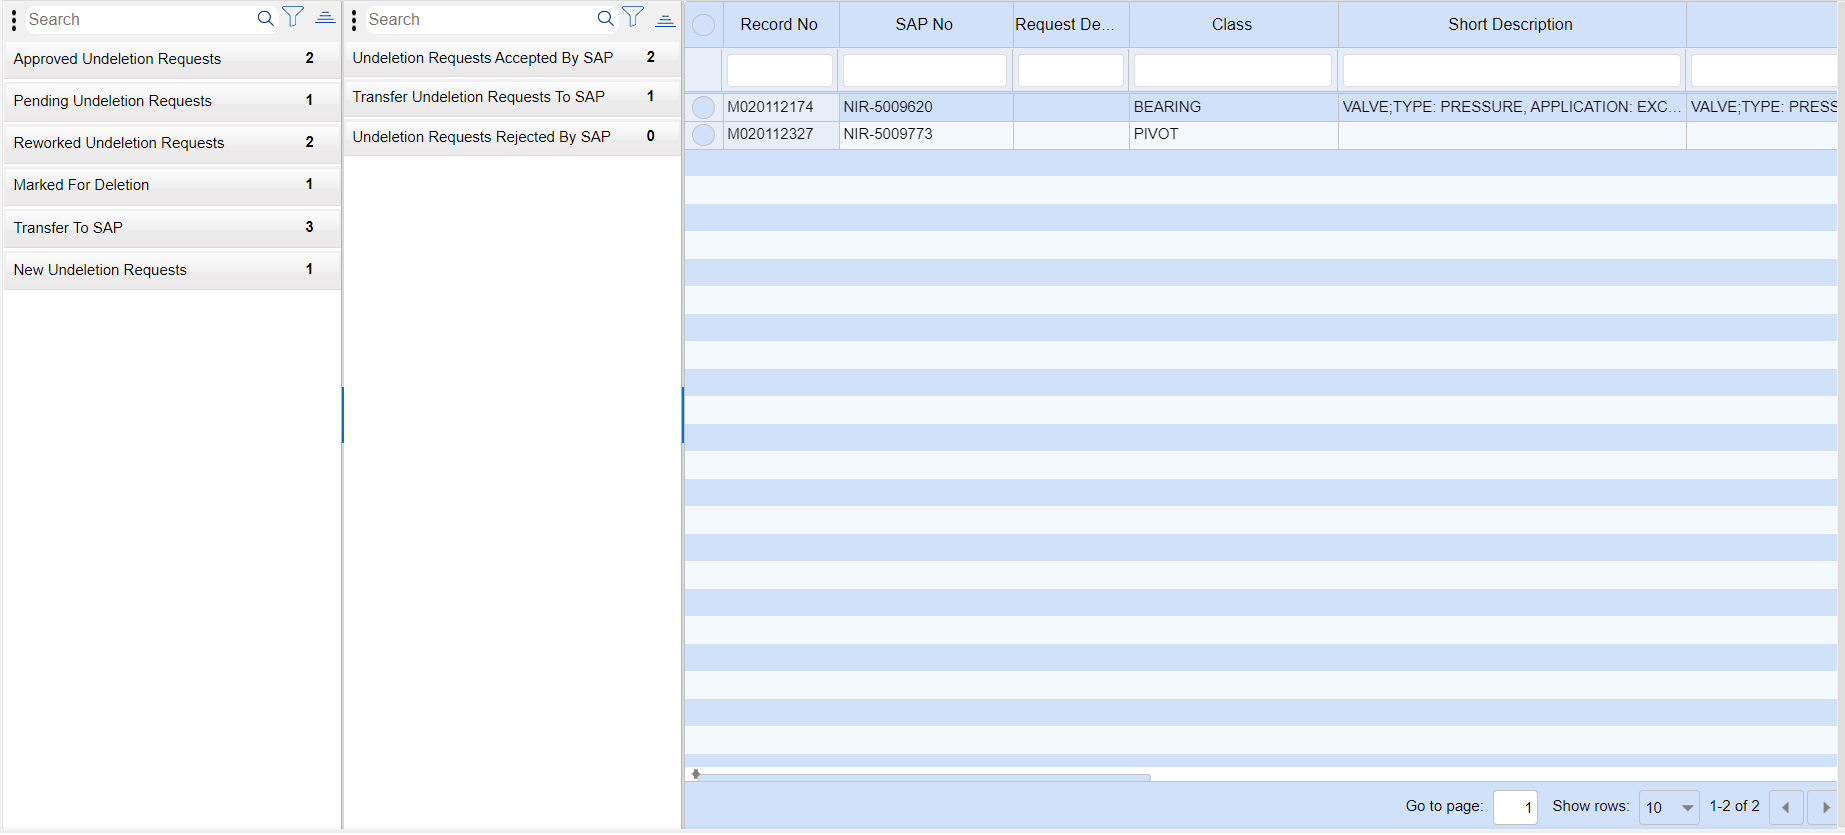 Search
Approved Undeletion Requests 2
Pending Undeletion Requests 1
Reworked Undeletion Requests 2
Marked For Deletion 1
Transfer To SAP 3
New Undeletion Requests 1
Search
Undeletion Requests Accepted By SAP 2
Transfer Undeletion Requests To SAP 1
Undeletion Requests Rejected By SAP 0
Record No SAP No Request De... Class Short Description
M020112174 NIR-5009620 BEARING VALVE;TYPE: PRESSURE, APPLICATION: EXC... VALVE;TYPE: PRESS
M020112327 NIR-5009773 PIVOT
Go to page: 1 Show rows: 10 1-2 of 2